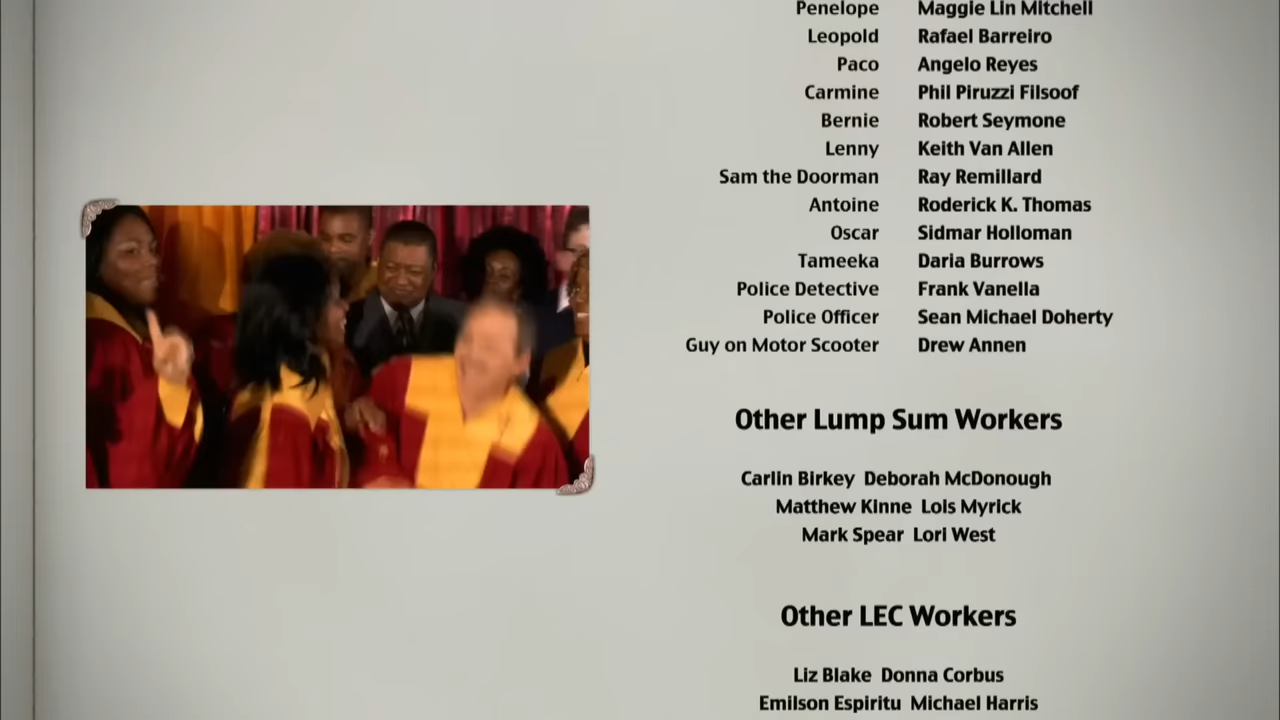 Penelope Maggie Lin Mitchell
Leopold Rafael Barreiro
Paco Angelo Reyes
Carmine Phil Piruzzi Filsoof
Bernie Robert Seymone
Lenny Keith Van Allen
Sam the Doorman Ray Remillard
Antoine Roderick K. Thomas
Oscar Sidmar Holloman
Tameeka Daria Burrows
Police Detective Frank Vanella
Police Officer Sean Michael Doherty
Guy on Motor Scooter Drew Annen
Other Lump Sum Workers
Carlin Birkey Deborah McDonough
Matthew Kinne Lois Myrick
Mark Spear Lori West
Other LEC Workers
Liz Blake Donna Corbus
Emilson Espiritu Michael Harris